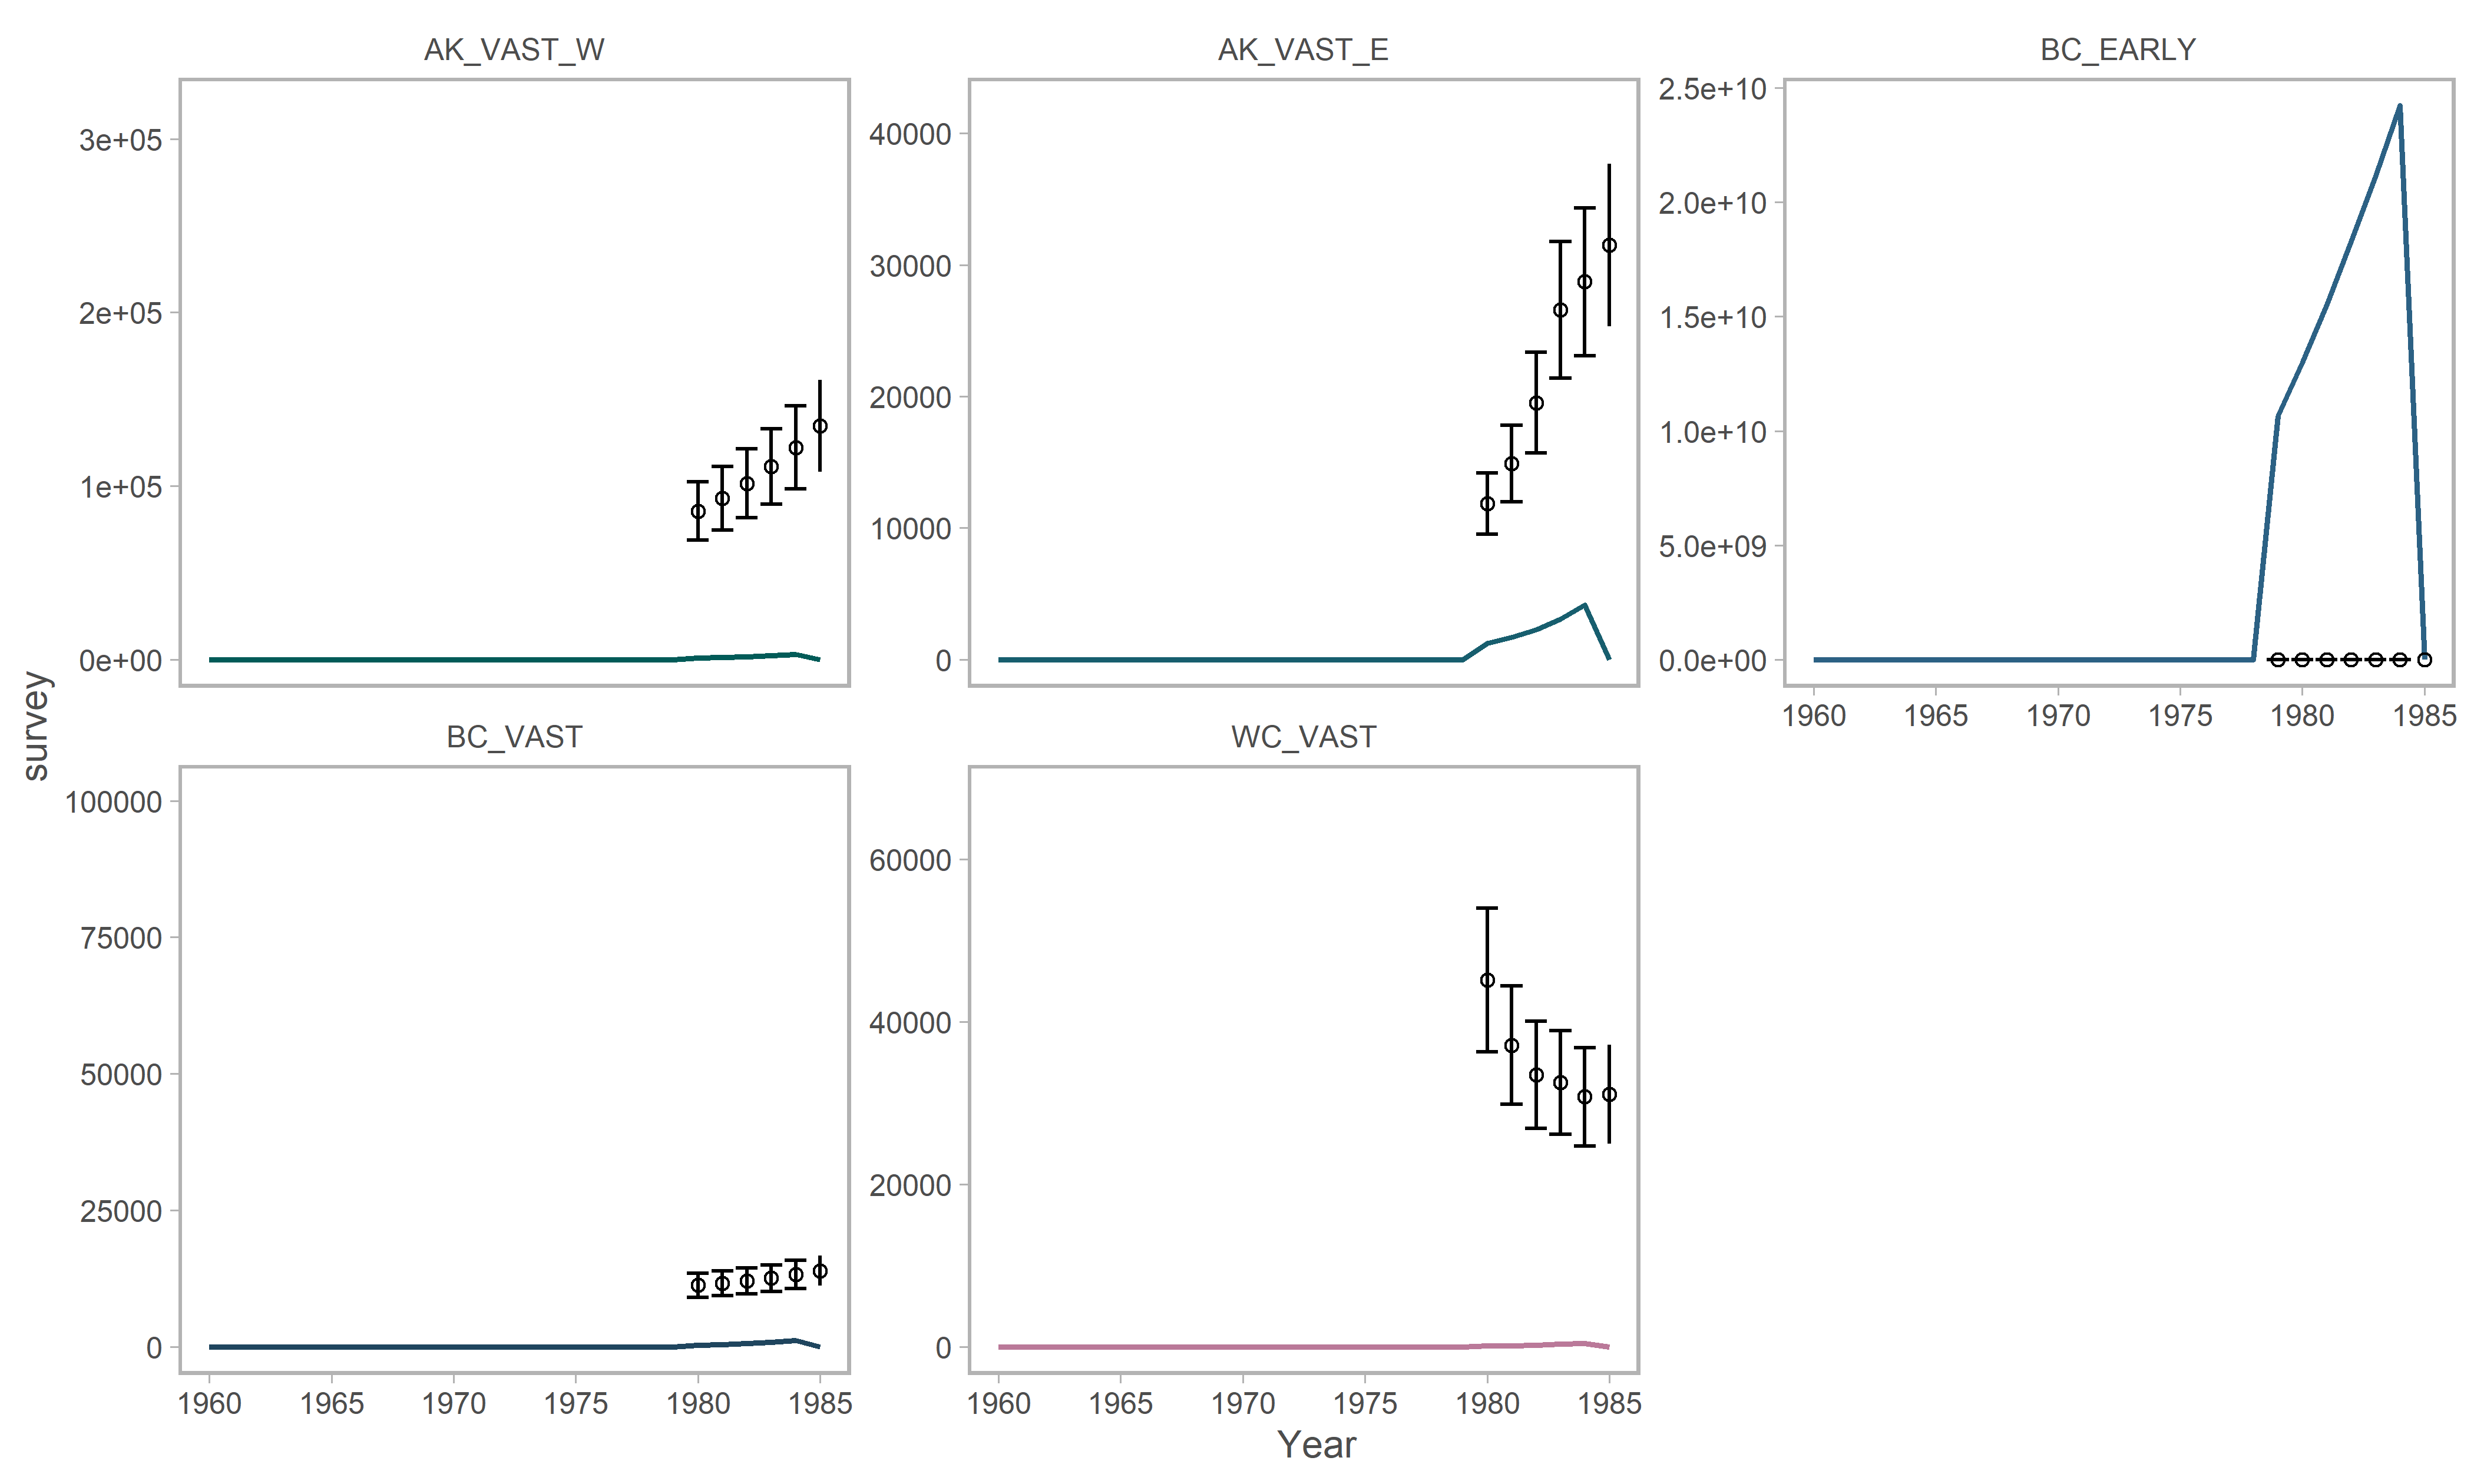 AK_VAST_W
AK_VAST_E
BC_EARLY
3e+05
2e+05
1e+05
0e+00
40000
30000
20000
10000
0
2.5e+10
2.0e+10
1.5e+10
1.0e+10
5.0e+09
0.0e+00
1960 1965 1970 1975 1980 1985
survey
BC_VAST
WC_VAST
100000
75000
50000
25000
0
60000
40000
20000
0
1960 1965 1970 1975 1980 1985
1960 1965 1970 1975 1980 1985
Year